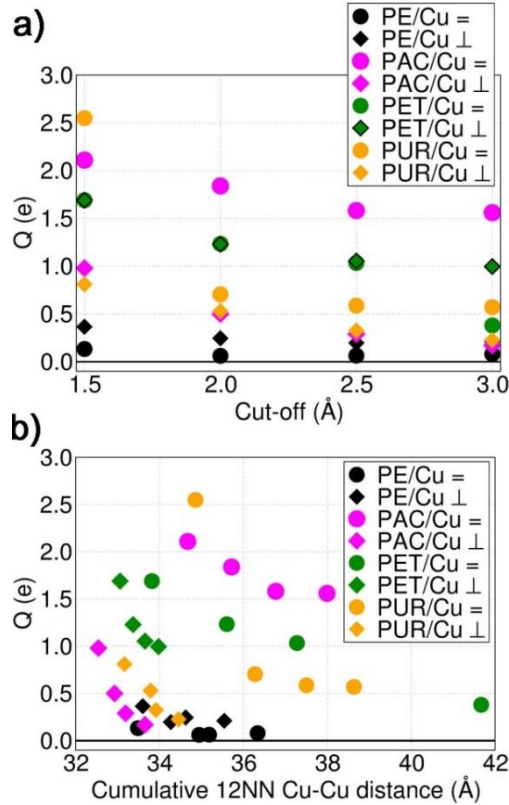 a)
PE/Cu =
PE/Cu ⊥
PAC/Cu =
PAC/Cu ⊥
PET/Cu =
PET/Cu ⊥
PUR/Cu =
PUR/Cu ⊥
3.0
2.5
2.0
1.5
1.0
0.5
0.0
Q (e)
1.5 2.0 2.5 3.0
Cut-off (Å)
b)
PE/Cu =
PE/Cu ⊥
PAC/Cu =
PAC/Cu ⊥
PET/Cu =
PET/Cu ⊥
PUR/Cu =
PUR/Cu ⊥
3.0
2.5
2.0
1.5
1.0
0.5
0.0
Q (e)
32 34 36 38 40 42
Cumulative 12NN Cu-Cu distance (Å)